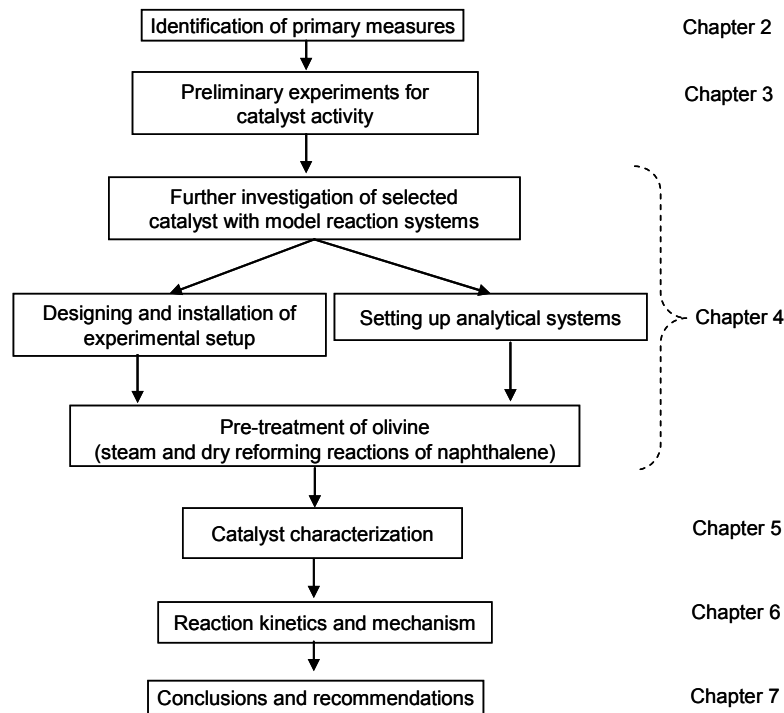 Identification of primary measures
Chapter 2
Preliminary experiments for
catalyst activity
Chapter 3
Further investigation of selected
catalyst with model reaction systems
Designing and installation of
experimental setup
Setting up analytical systems
Chapter 4
Pre-treatment of olivine
(steam and dry reforming reactions of naphthalene)
Catalyst characterization
Chapter 5
Reaction kinetics and mechanism
Chapter 6
Conclusions and recommendations
Chapter 7